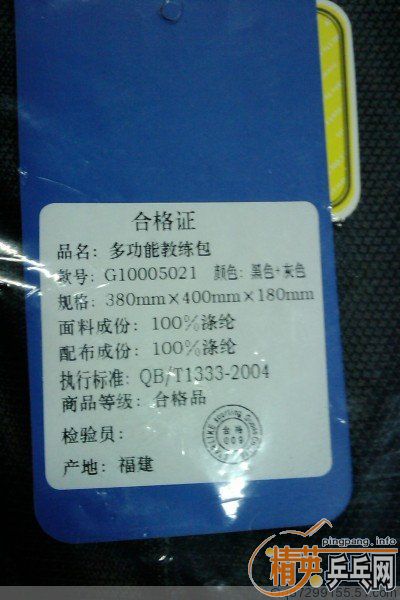 合格证
品名：多功能教练包
款号：G10005021 颜色：黑色+灰色
规格：380mm×400mm×180mm
面料成份：100%涤纶
配布成份：100%涤纶
执行标准：QB/T1333-2004
商品等级：合格品
检验员：
合格
009
产地：福建
pingpang.info
精英乒乓网